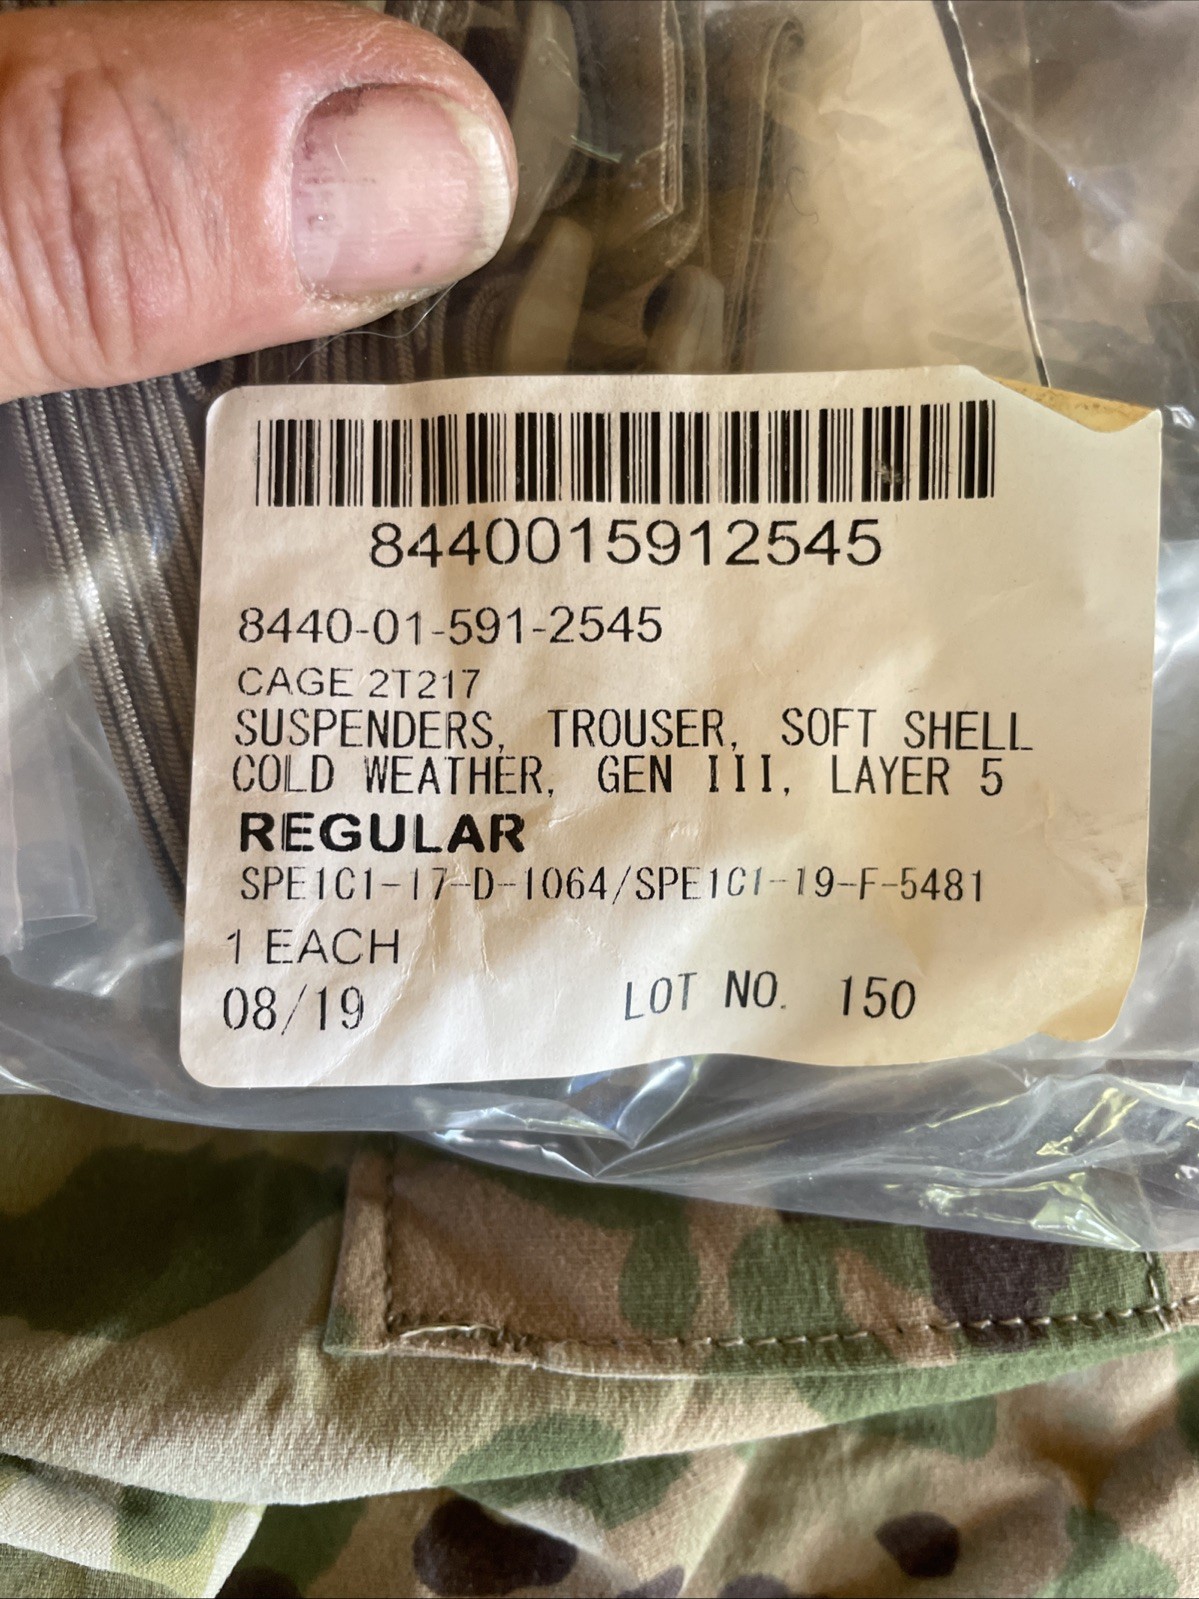 8440015912545
8440-01-591-2545
CAGE 2T217
SUSPENDERS, TROUSER, SOFT SHELL
COLD WEATHER, GEN III, LAYER 5
REGULAR
SPE1C1-17-D-1064/SPE1C1-19-F-5481
1 EACH
08/19 LOT NO. 150